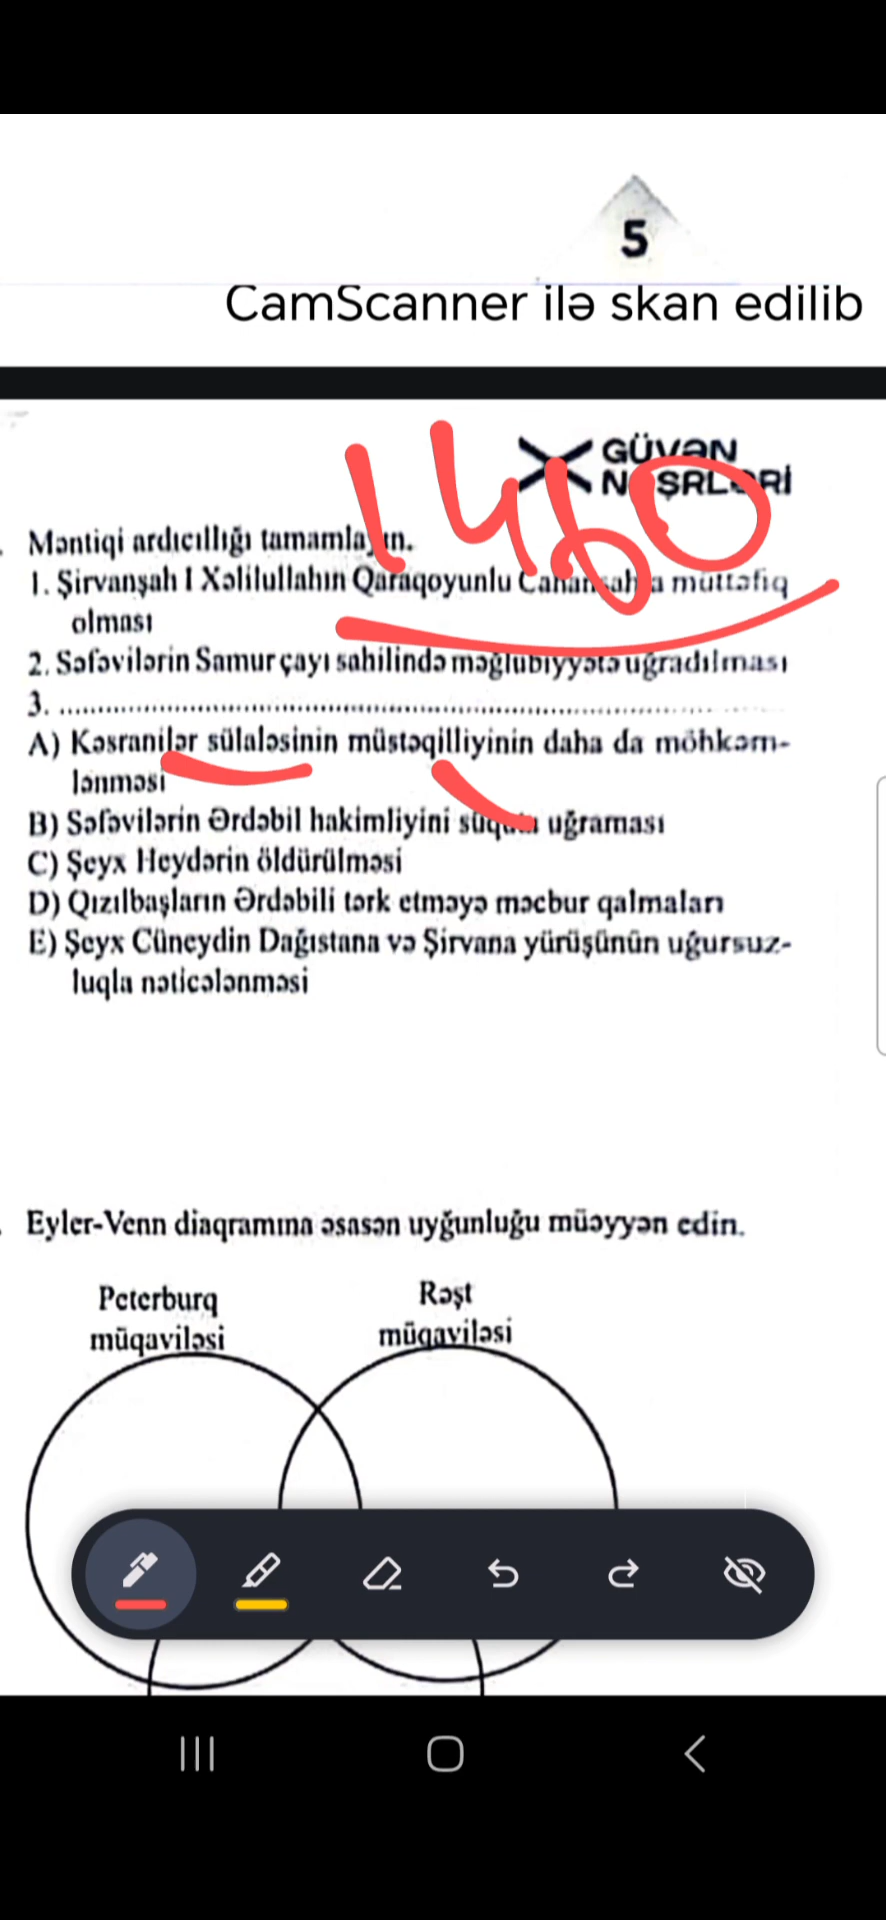 5
CamScanner ilə skan edilib
1460
GÜVƏN
NƏŞRLƏRİ
Məntiqi ardıcıllığı tamamlayın.
1. Şirvanşah I Xəlilullahın Qaraqoyunlu Cahanşahla müttəfiq
olması
2. Səfəvilərin Samur çayı sahilində məğlubiyyətə uğradılması
3. ........................................................................
A) Kəsranilər sülaləsinin müstəqilliyinin daha da möhkəm-
lənməsi
B) Səfəvilərin Ərdəbil hakimliyini süquta uğraması
C) Şeyx Heydərin öldürülməsi
D) Qızılbaşların Ərdəbili tərk etməyə məcbur qalmaları
E) Şeyx Cüneydin Dağıstana və Şirvana yürüşünün uğursuz-
luqla nəticələnməsi
Eyler-Venn diaqramına əsasən uyğunluğu müəyyən edin.
Peterburq
müqaviləsi
Rəşt
müqaviləsi